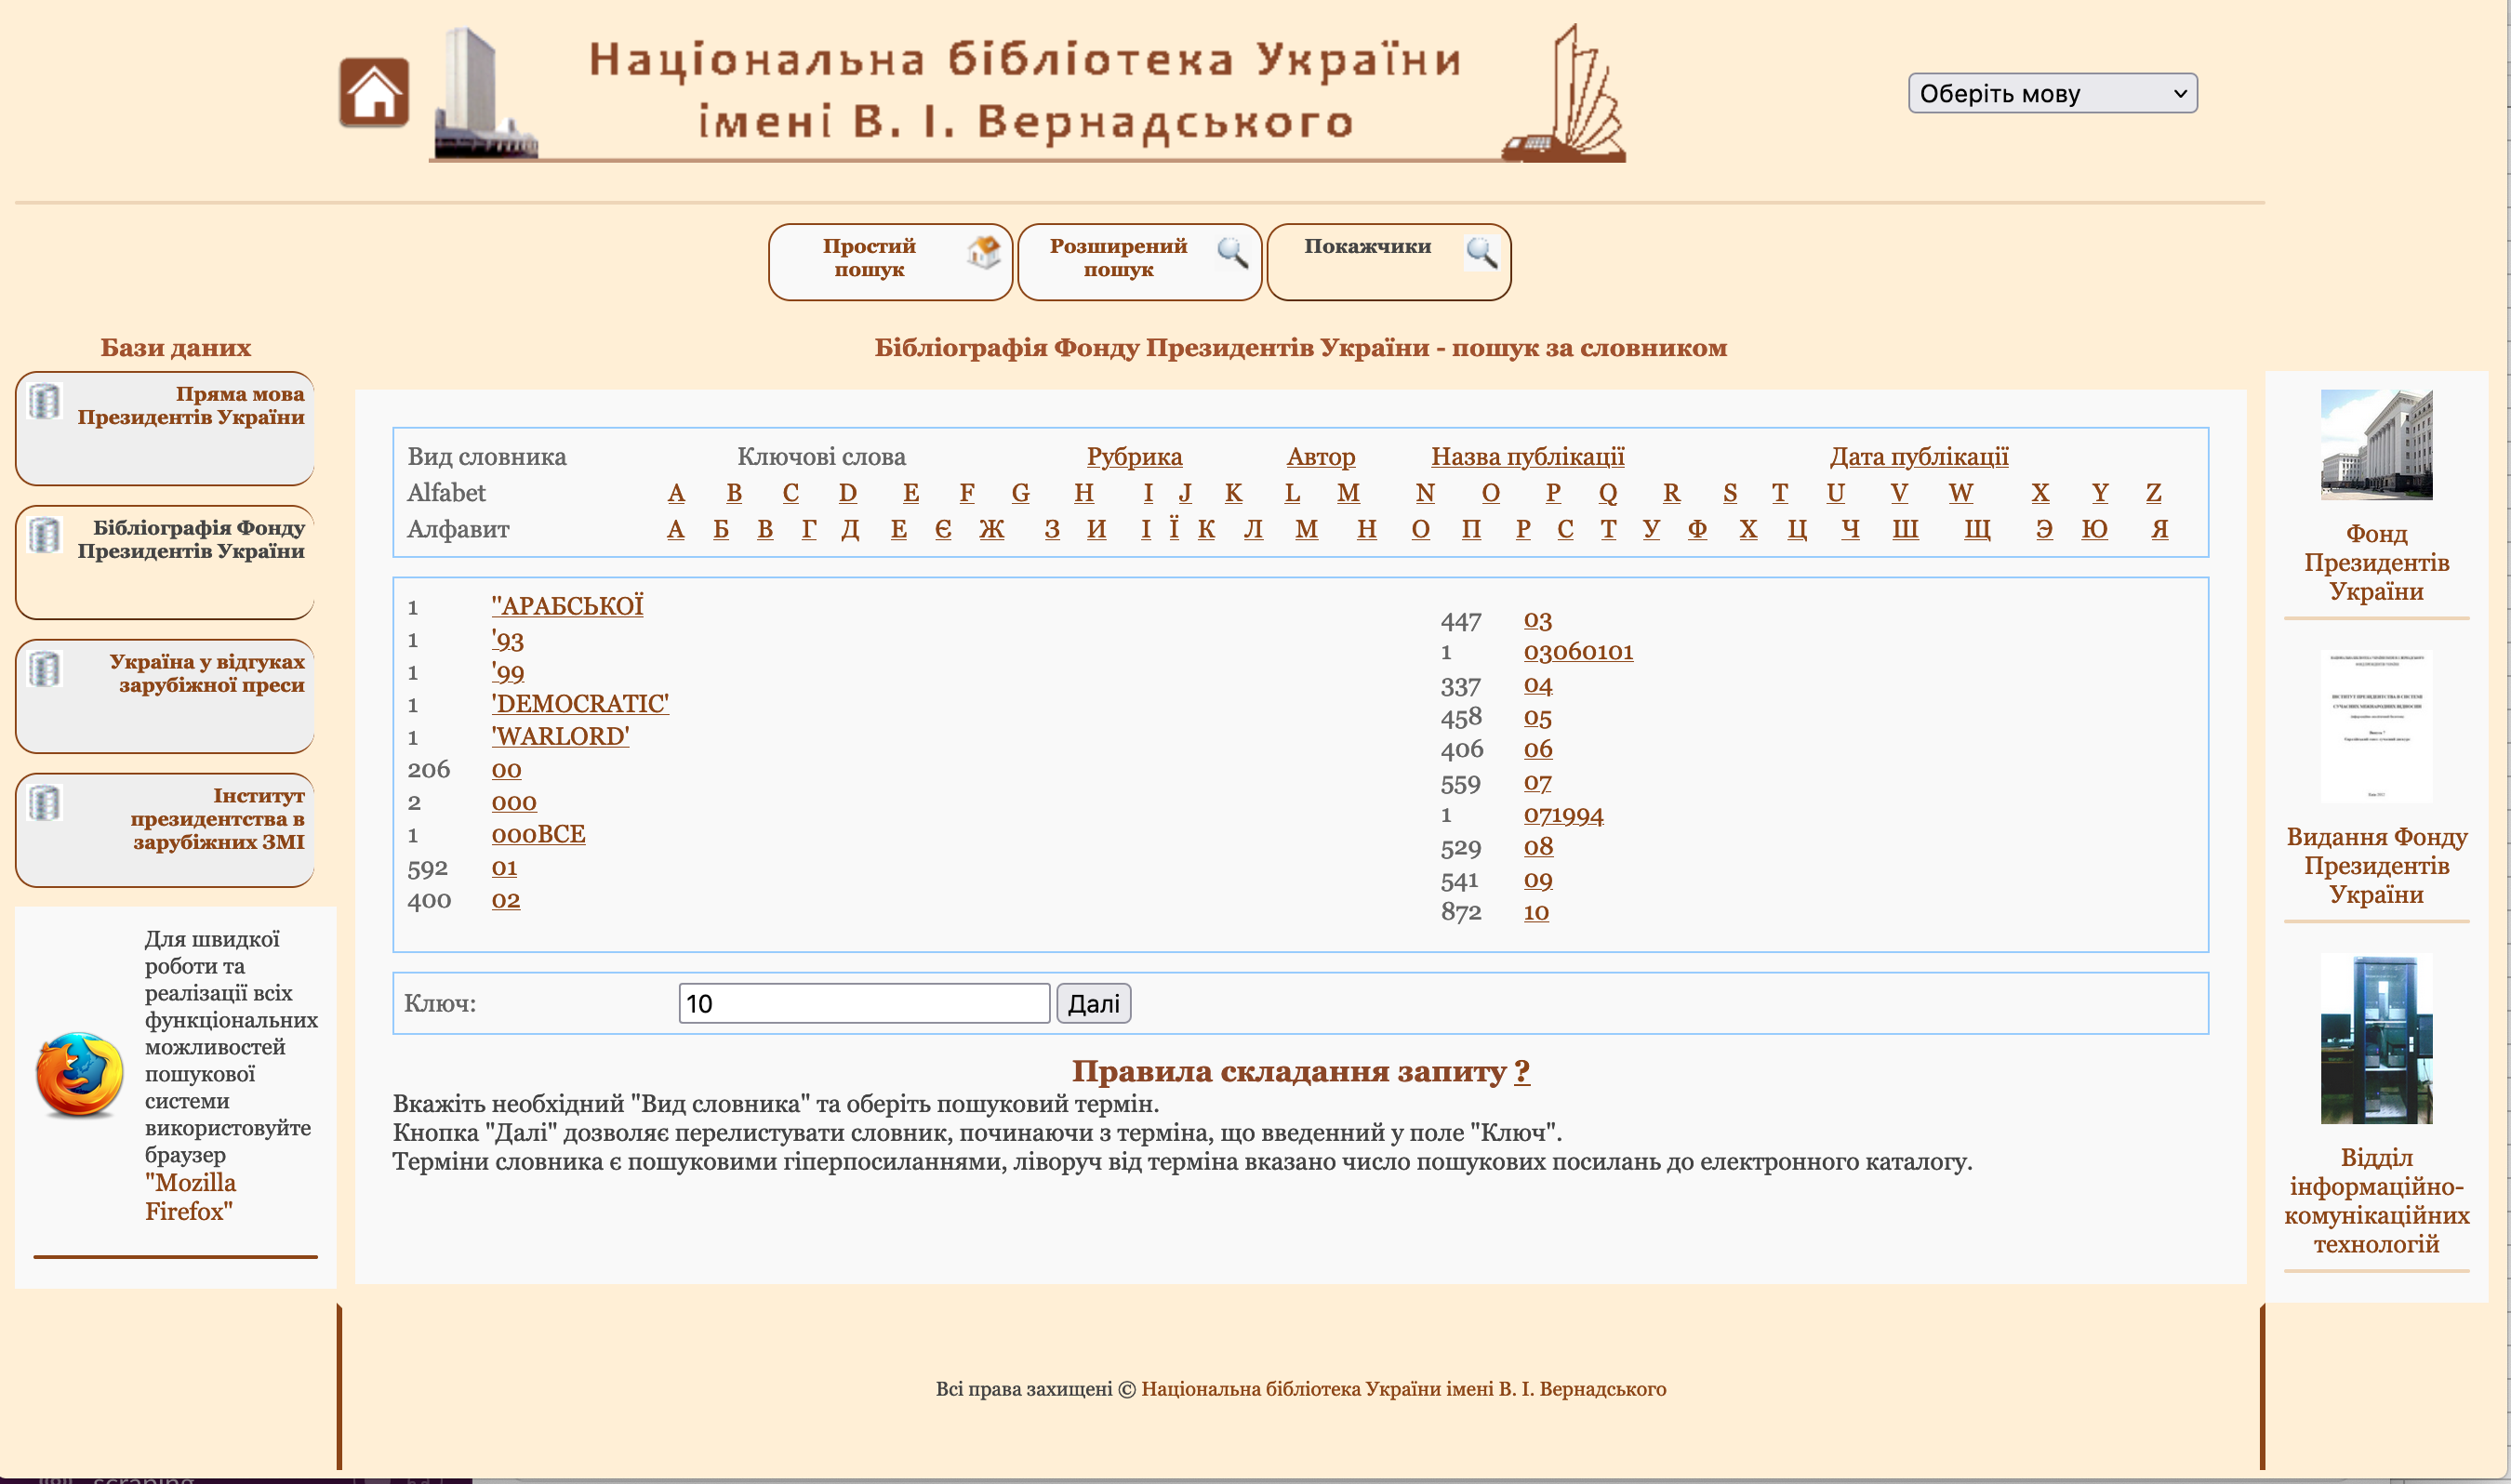 Національна бібліотека України
імені В. І. Вернадського
Оберіть мову
Простий
пошук
Розширений
пошук
Покажчики
Бази даних
Пряма мова
Президентів України
Бібліографія Фонду
Президентів України
Україна у відгуках
зарубіжної преси
Інститут
президентства в
зарубіжних ЗМІ
Для швидкої
роботи та
реалізації всіх
функціональних
можливостей
пошукової
системи
використовуйте
браузер
"Mozilla
Firefox"
Бібліографія Фонду Президентів України - пошук за словником
Вид словника Ключові слова Рубрика Автор Назва публікації Дата публікації
Alfabet A B C D E F G H I J K L M N O P Q R S T U V W X Y Z
Алфавит А Б В Г Д Е Є Ж З И І Ї К Л М Н О П Р С Т У Ф Х Ц Ч Ш Щ Э Ю Я
1 "АРАБСЬКОЇ
1 '93
1 '99
1 'DEMOCRATIC'
1 'WARLORD'
206 00
2 000
1 000ВСЕ
592 01
400 02
447 03
1 03060101
337 04
458 05
406 06
559 07
1 071994
529 08
541 09
872 10
Ключ: 10 Далі
Правила складання запиту ?
Вкажіть необхідний "Вид словника" та оберіть пошуковий термін.
Кнопка "Далі" дозволяє перелистувати словник, починаючи з терміна, що введенний у поле "Ключ".
Терміни словника є пошуковими гіперпосиланнями, ліворуч від терміна вказано число пошукових посилань до електронного каталогу.
Фонд
Президентів
України
Видання Фонду
Президентів
України
Відділ
інформаційно-
комунікаційних
технологій
Всі права захищені © Національна бібліотека України імені В. І. Вернадського